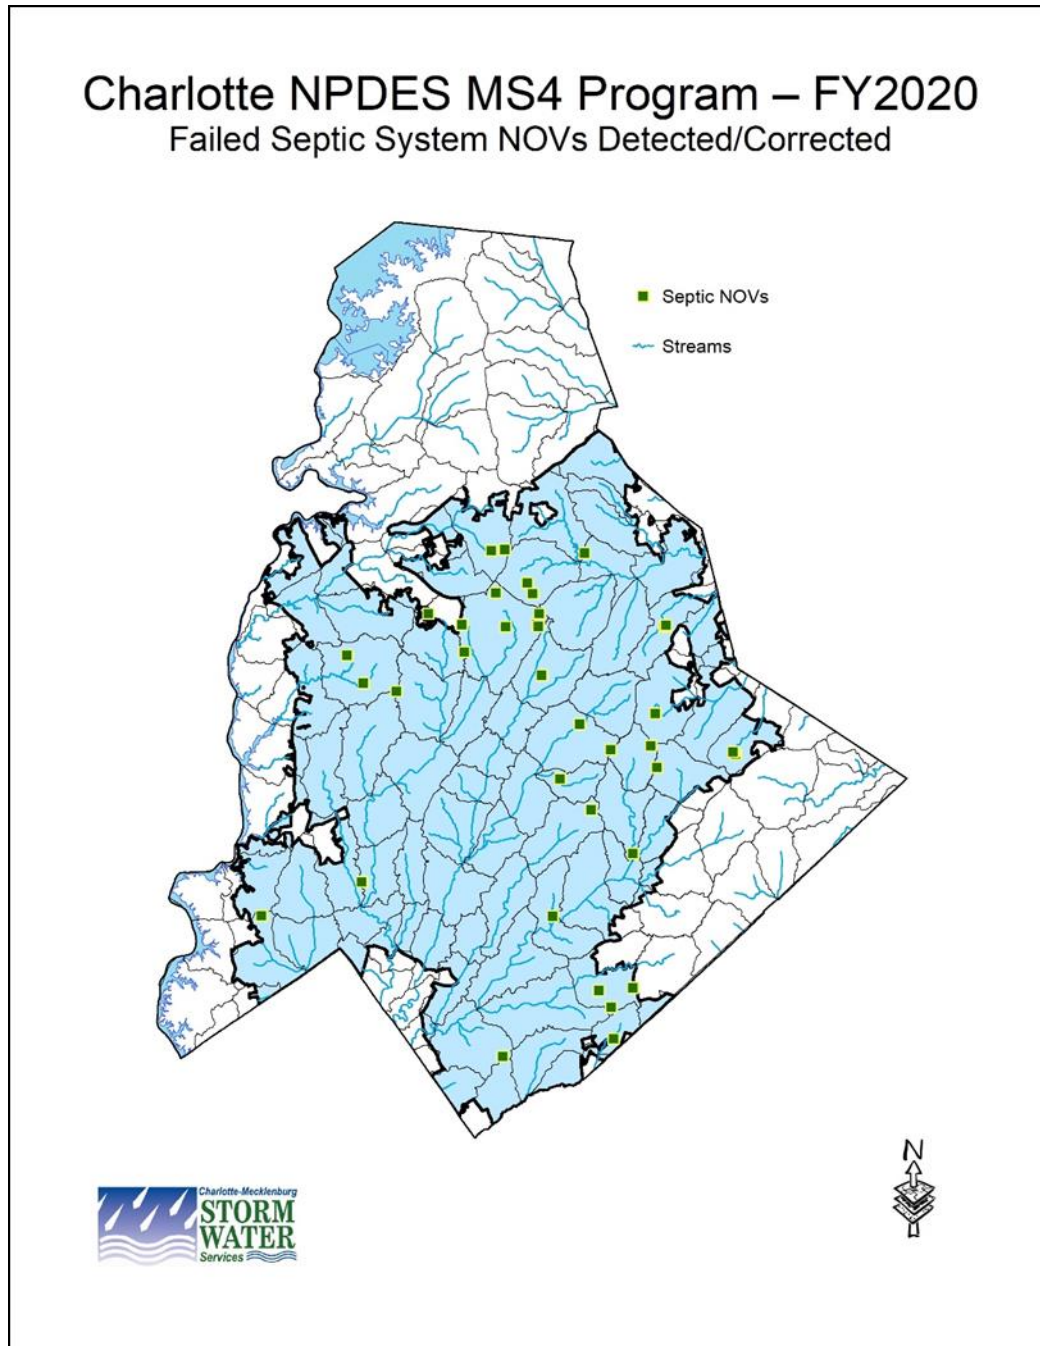 Charlotte NPDES MS4 Program – FY2020
Failed Septic System NOVs Detected/Corrected
Septic NOVs
Streams
N
Charlotte-Mecklenburg
STORM
WATER
Services